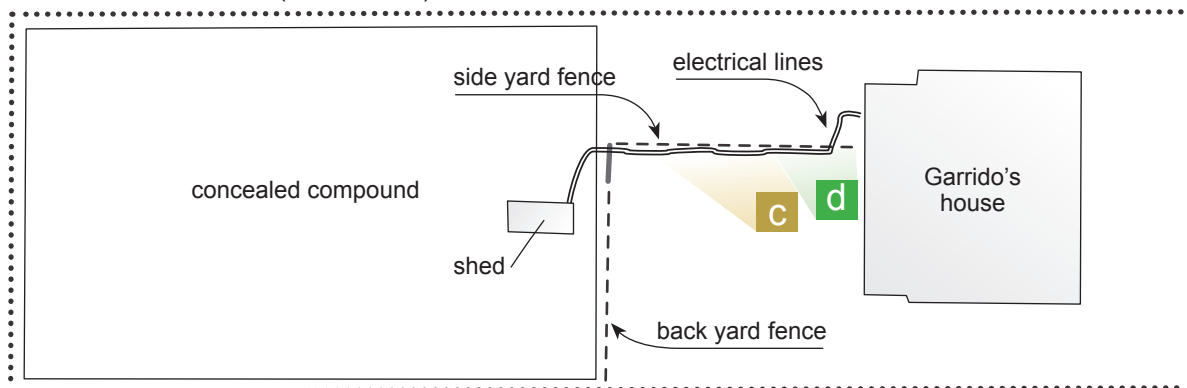 electrical lines
side yard fence
concealed compound
Garrido's
house
c
d
shed
back yard fence